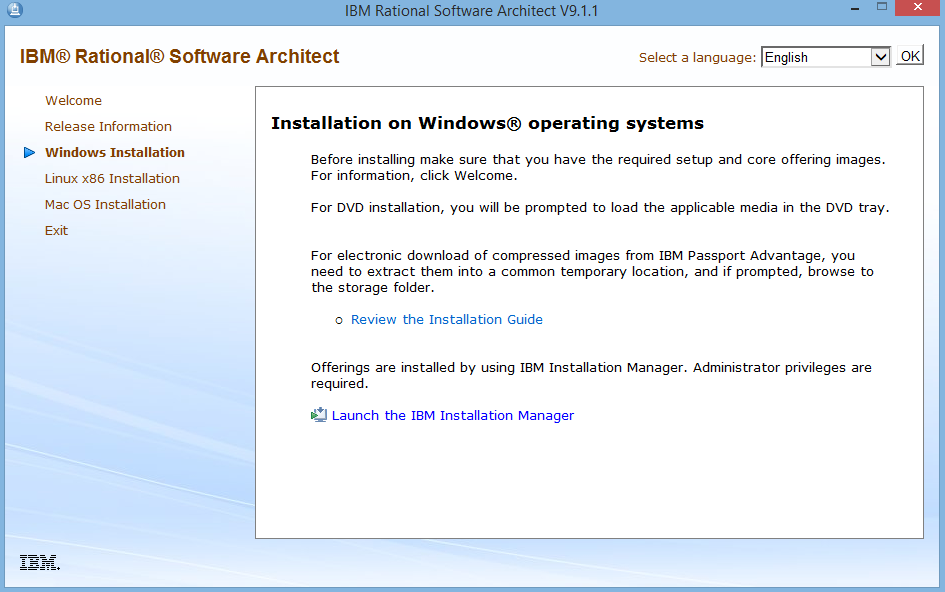 IBM Rational Software Architect V9.1.1
IBM® Rational® Software Architect
Select a language: English OK
Welcome
Release Information
Windows Installation
Linux x86 Installation
Mac OS Installation
Exit
Installation on Windows® operating systems
Before installing make sure that you have the required setup and core offering images.
For information, click Welcome.
For DVD installation, you will be prompted to load the applicable media in the DVD tray.
For electronic download of compressed images from IBM Passport Advantage, you
need to extract them into a common temporary location, and if prompted, browse to
the storage folder.
Review the Installation Guide
Offerings are installed by using IBM Installation Manager. Administrator privileges are
required.
Launch the IBM Installation Manager
IBM.